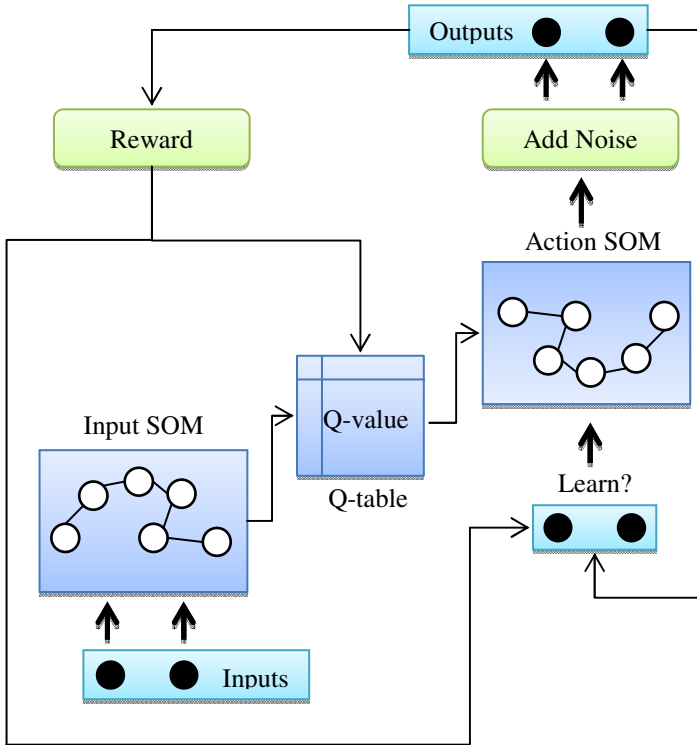 Outputs
Reward
Add Noise
Action SOM
Q-value
Input SOM
Q-table
Learn?
Inputs